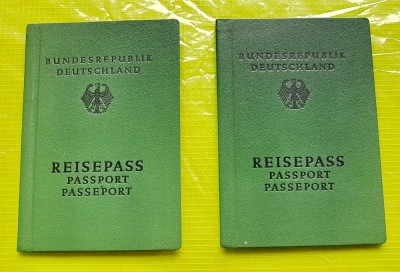 BUNDESREPUBLIK
DEUTSCHLAND
REISEPASS
PASSPORT
PASSEPORT
BUNDESREPUBLIK
DEUTSCHLAND
REISEPASS
PASSPORT
PASSEPORT